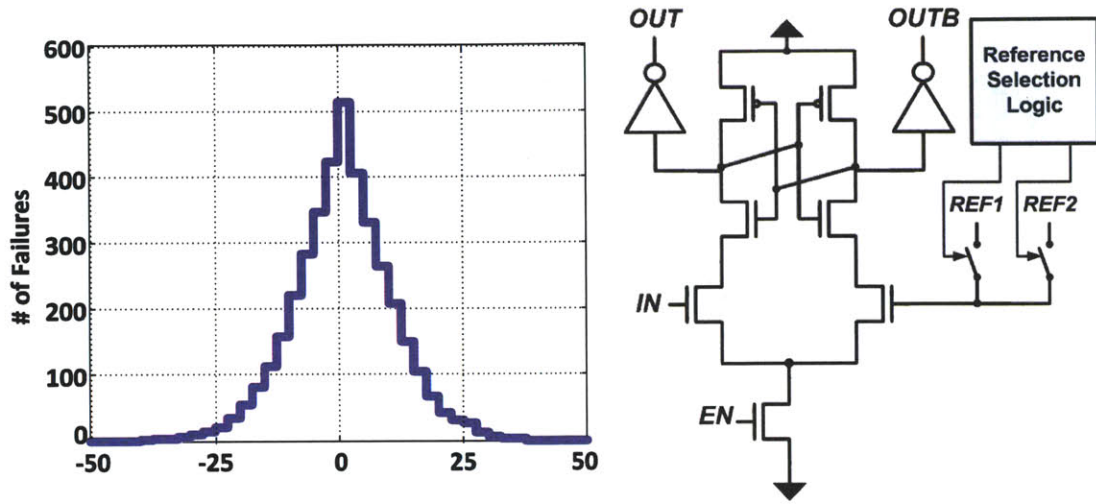 600
500
400
300
200
100
0
# of Failures
-50
-25
0
25
50
OUT
OUTB
Reference
Selection
Logic
REF1
REF2
IN
EN